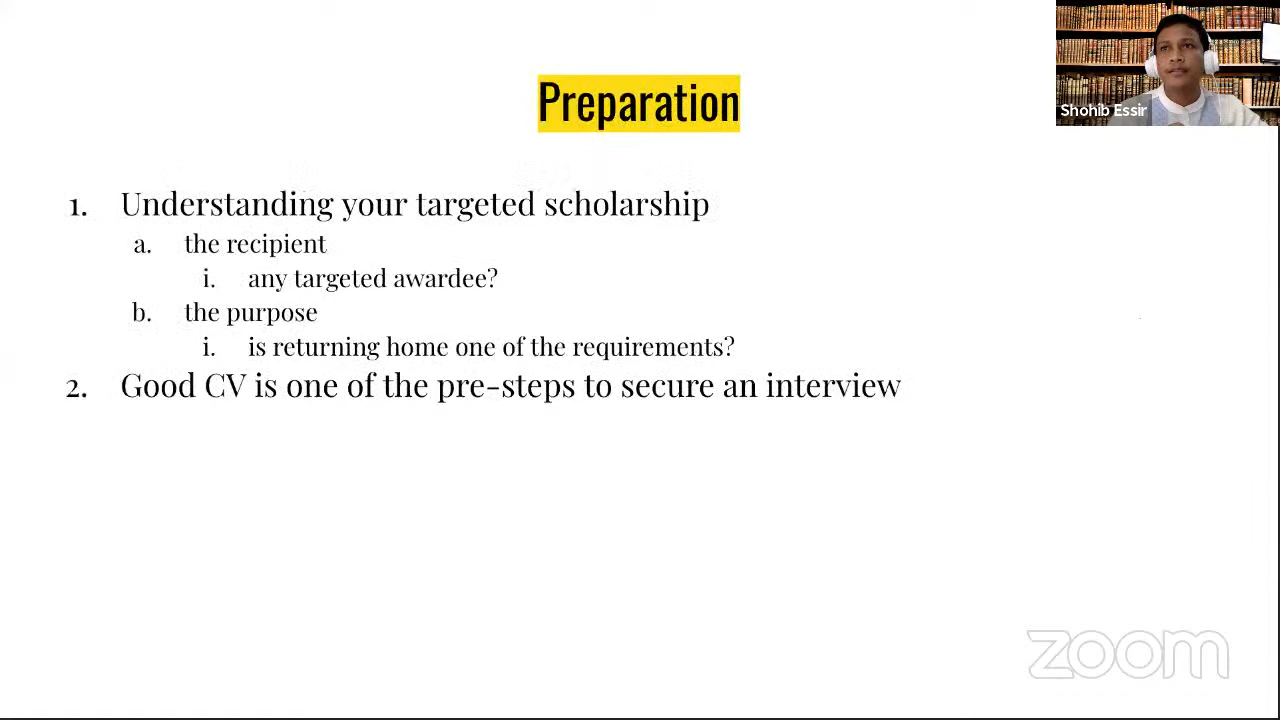 Preparation
Shohib Essir
1. Understanding your targeted scholarship
a. the recipient
i. any targeted awardee?
b. the purpose
i. is returning home one of the requirements?
2. Good CV is one of the pre-steps to secure an interview
zoom